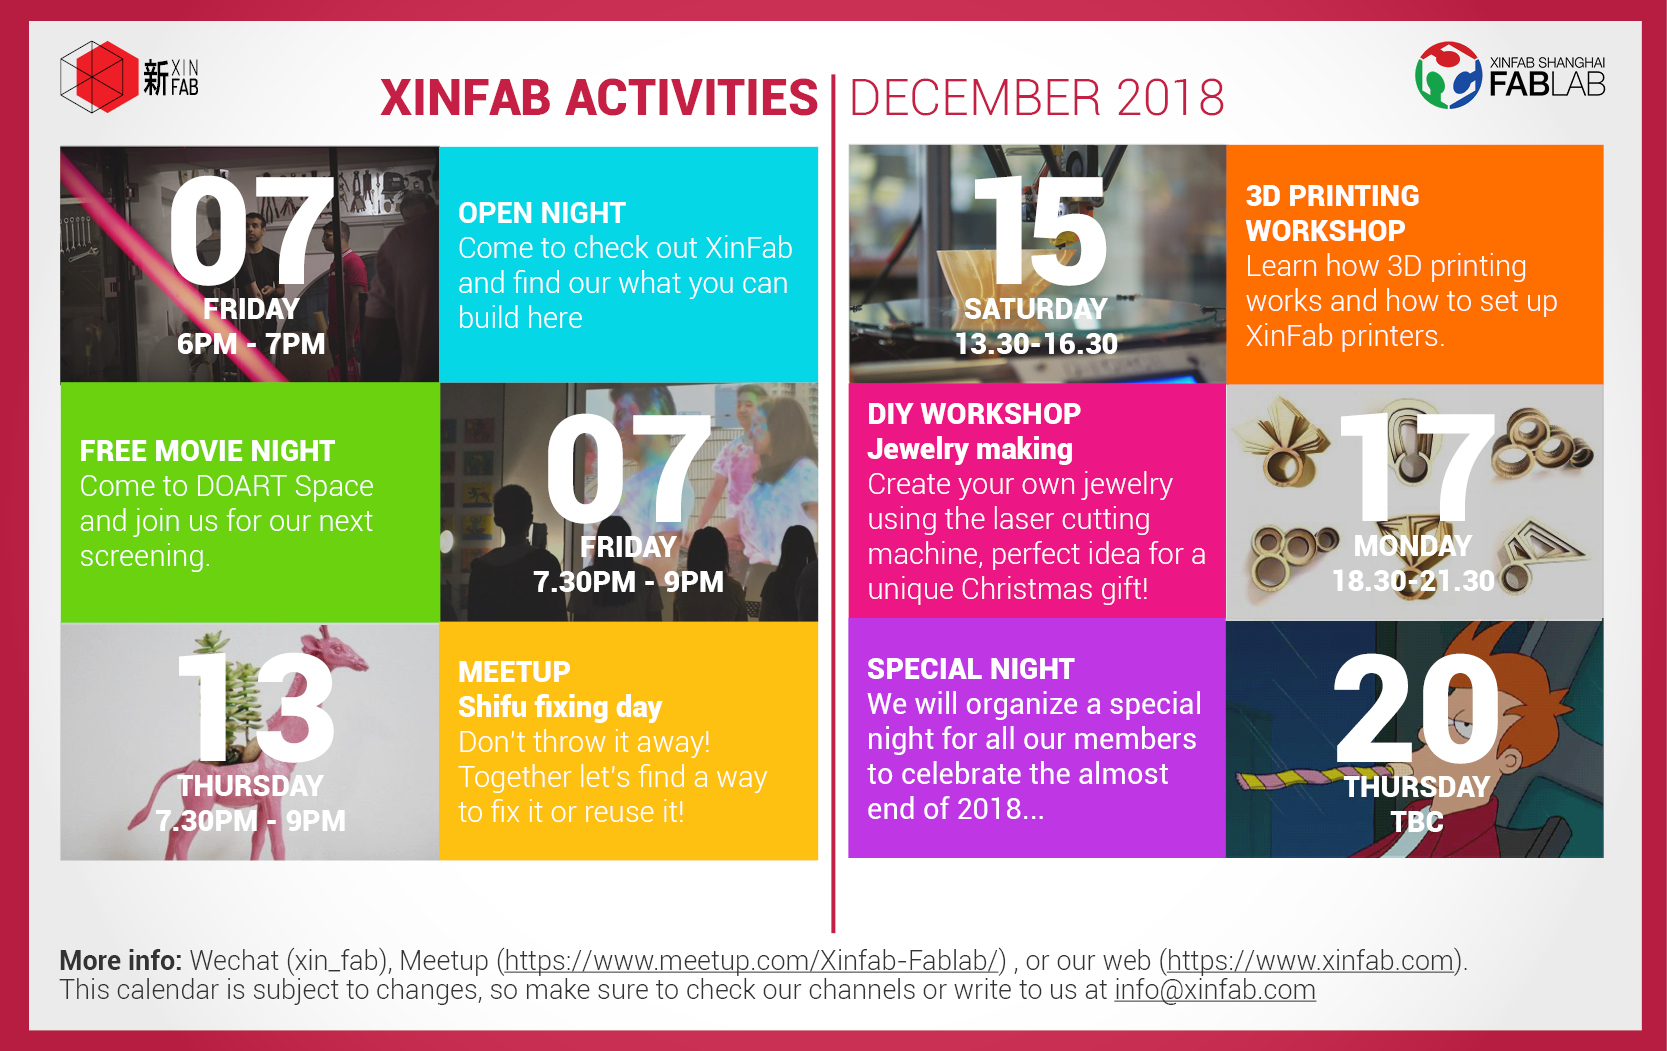 新 XIN
FAB
XINFAB ACTIVITIES
DECEMBER 2018
XINFAB SHANGHAI
FABLAB
07
FRIDAY
6PM - 7PM
OPEN NIGHT
Come to check out XinFab
and find our what you can
build here
FREE MOVIE NIGHT
Come to DOART Space
and join us for our next
screening.
07
FRIDAY
7.30PM - 9PM
13
THURSDAY
7.30PM - 9PM
MEETUP
Shifu fixing day
Don't throw it away!
Together let's find a way
to fix it or reuse it!
15
SATURDAY
13.30-16.30
3D PRINTING
WORKSHOP
Learn how 3D printing
works and how to set up
XinFab printers.
DIY WORKSHOP
Jewelry making
Create your own jewelry
using the laser cutting
machine, perfect idea for a
unique Christmas gift!
17
MONDAY
18.30-21.30
SPECIAL NIGHT
We will organize a special
night for all our members
to celebrate the almost
end of 2018...
20
THURSDAY
TBC
More info: Wechat (xin_fab), Meetup (https://www.meetup.com/Xinfab-Fablab/) , or our web (https://www.xinfab.com).
This calendar is subject to changes, so make sure to check our channels or write to us at info@xinfab.com